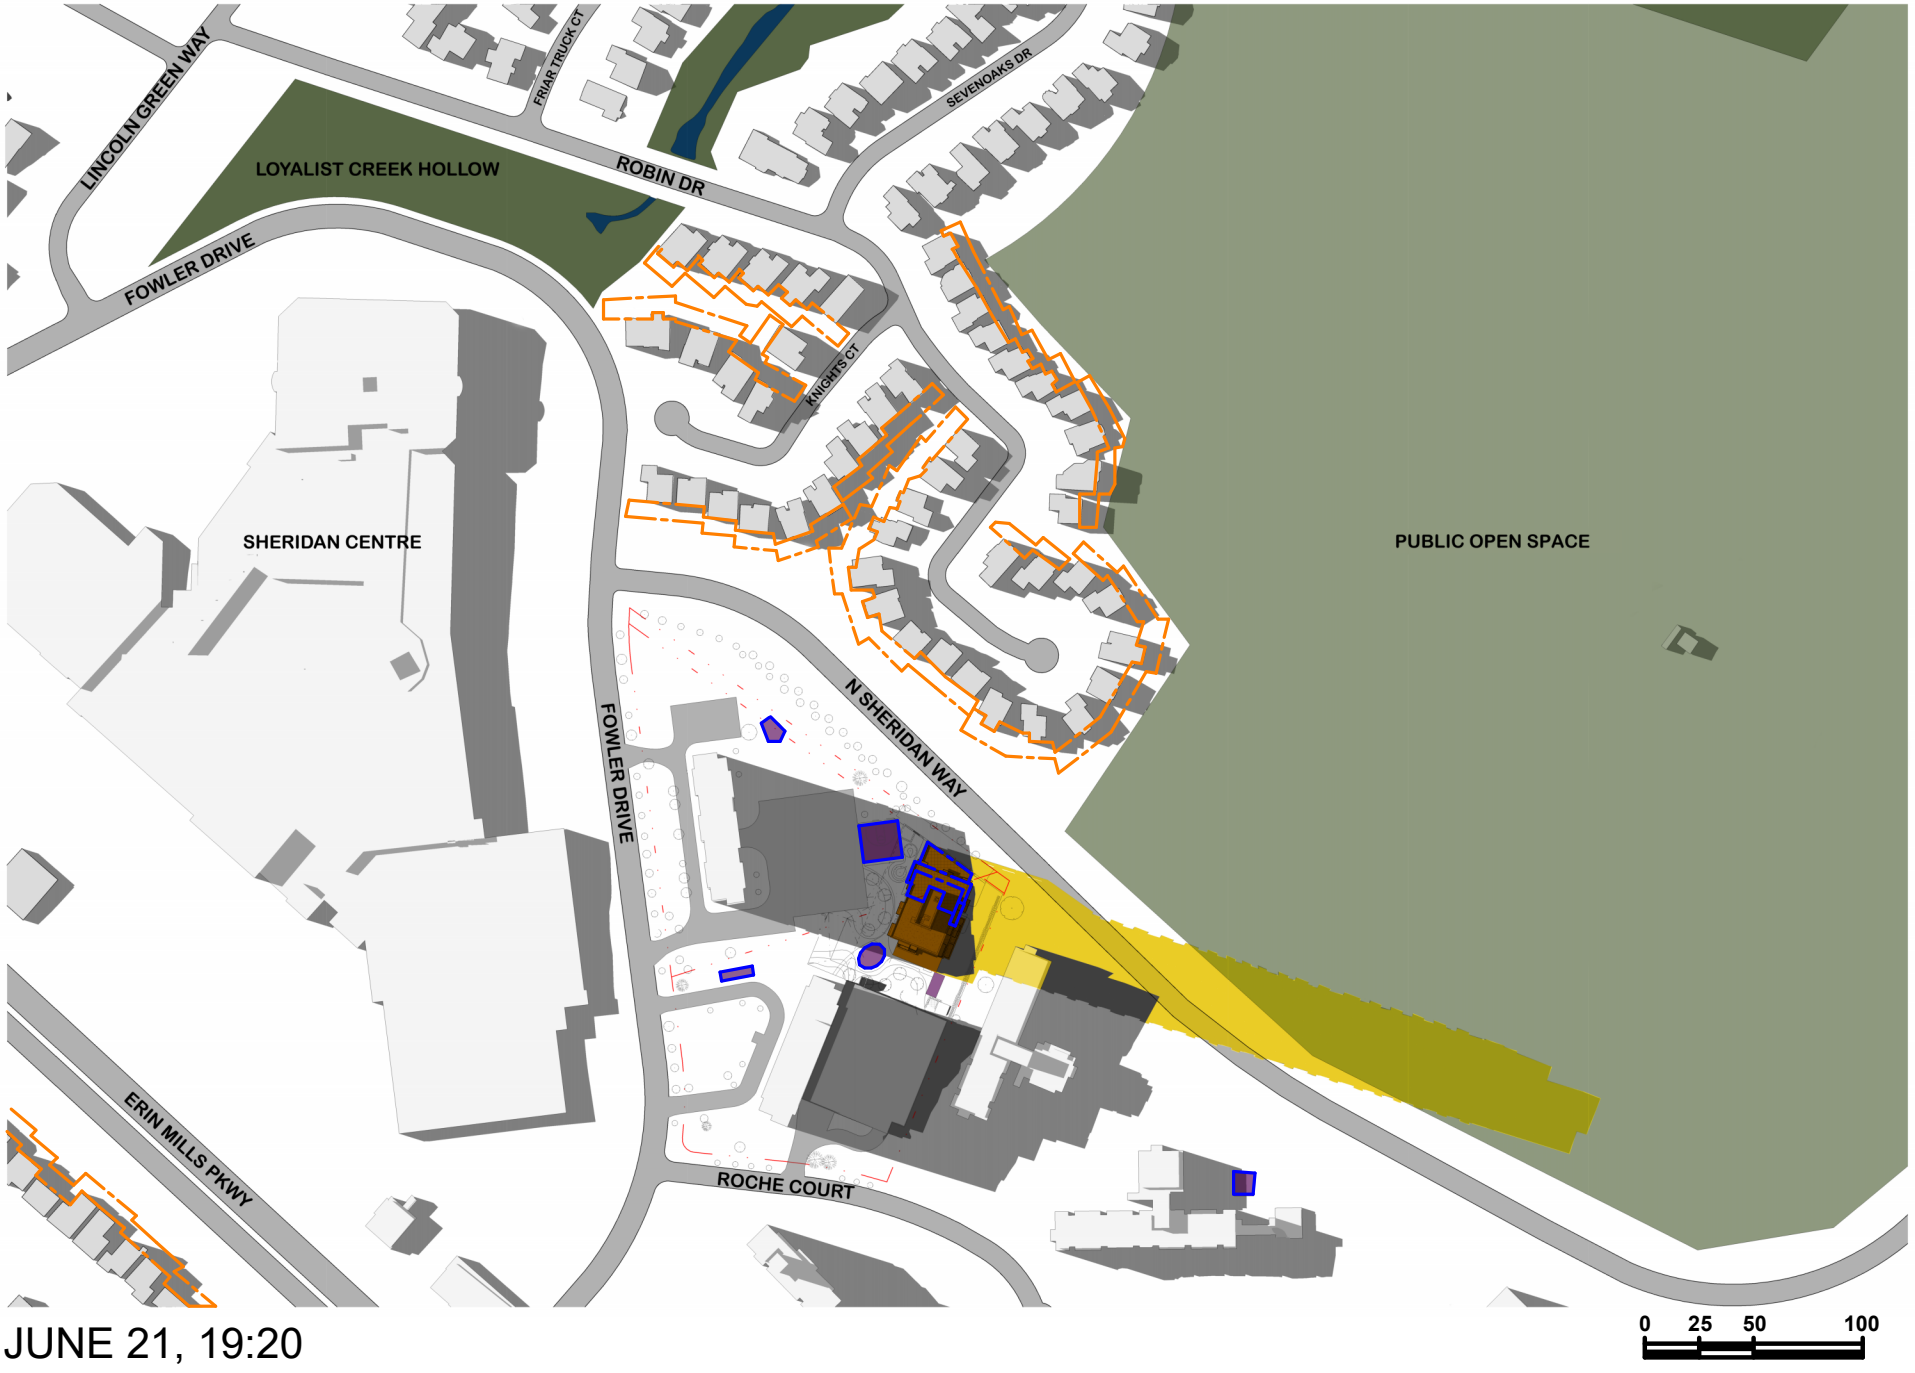 FRIAR TRUCK CT
LINCOLN GREEN WAY
SEVENOAKS DR
LOYALIST CREEK HOLLOW
ROBIN DR
FOWLER DRIVE
KNIGHTS CT
SHERIDAN CENTRE
PUBLIC OPEN SPACE
N SHERIDAN WAY
FOWLER DRIVE
ERIN MILLS PKWY
ROCHE COURT
JUNE 21, 19:20
0 25 50 100